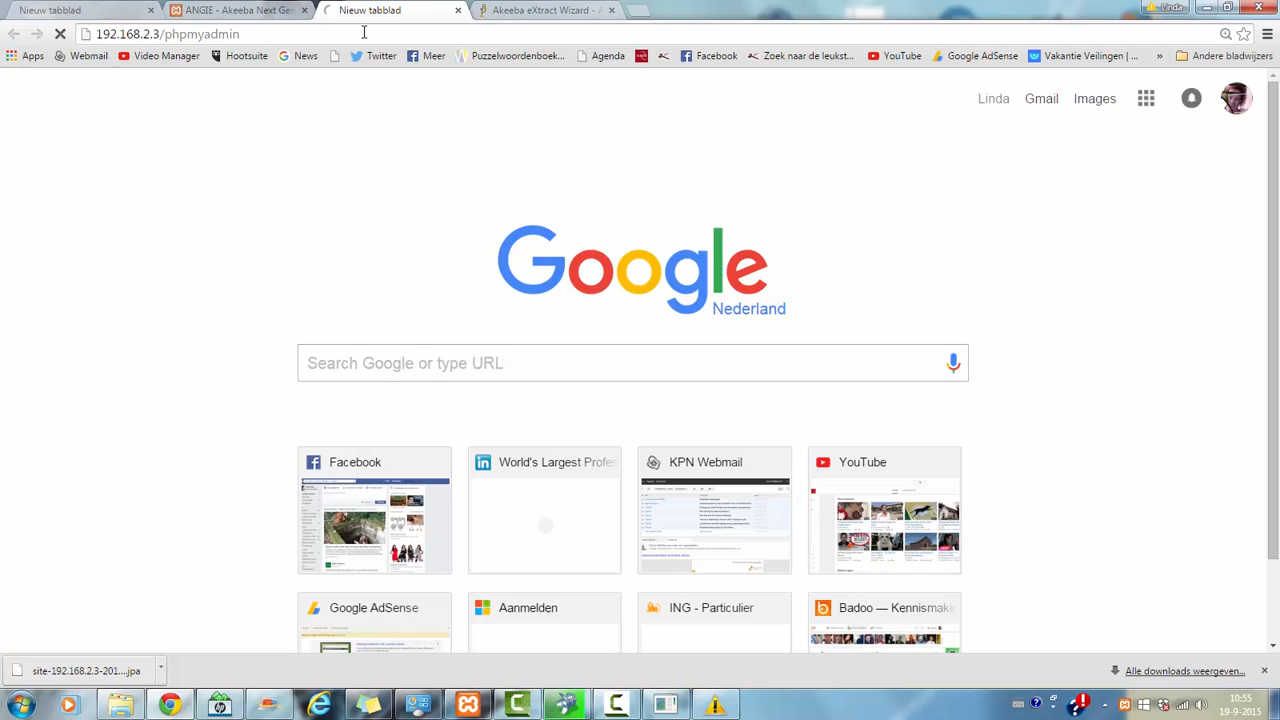 Nieuw tabblad
ANGIE - Akeeba Next Gen
Nieuw tabblad
Akeeba eXtract Wizard - A
Linda
192.168.2.3/phpmyadmin
Apps
Webmail
Video Manager
Hootsuite
News
Twitter
Meer
Puzzelwoordenboek...
Agenda
Facebook
Zoek naar de leukst...
YouTube
Google AdSense
Vakantie Veilingen | ...
»
Andere bladwijzers
Linda
Gmail
Images
Google
Nederland
Search Google or type URL
Facebook
World's Largest Profes
KPN Webmail
YouTube
Google AdSense
Aanmelden
ING - Particulier
Badoo — Kennismaki
site-192.168.2.3-201....jpa
Alle downloads weergeven...
10:55
19-9-2015